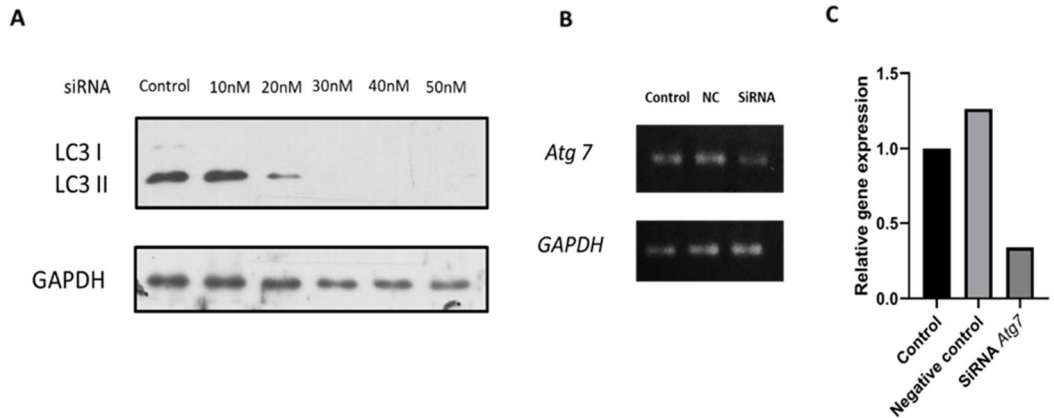 A
siRNA Control 10nM 20nM 30nM 40nM 50nM
LC3 I
LC3 II
GAPDH
B
Control NC SiRNA
Atg 7
GAPDH
C
Relative gene expression
1.5
1.0
0.5
0.0
Control
Negative control
SiRNA Atg7